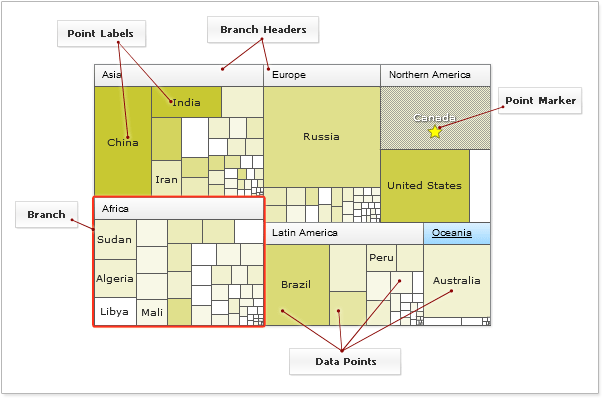 Point Labels
Branch Headers
Asia
Europe
Northern America
India
Canada
Point Marker
China
Russia
Iran
United States
Branch
Africa
Latin America
Oceania
Sudan
Peru
Algeria
Brazil
Australia
Libya
Mali
Data Points